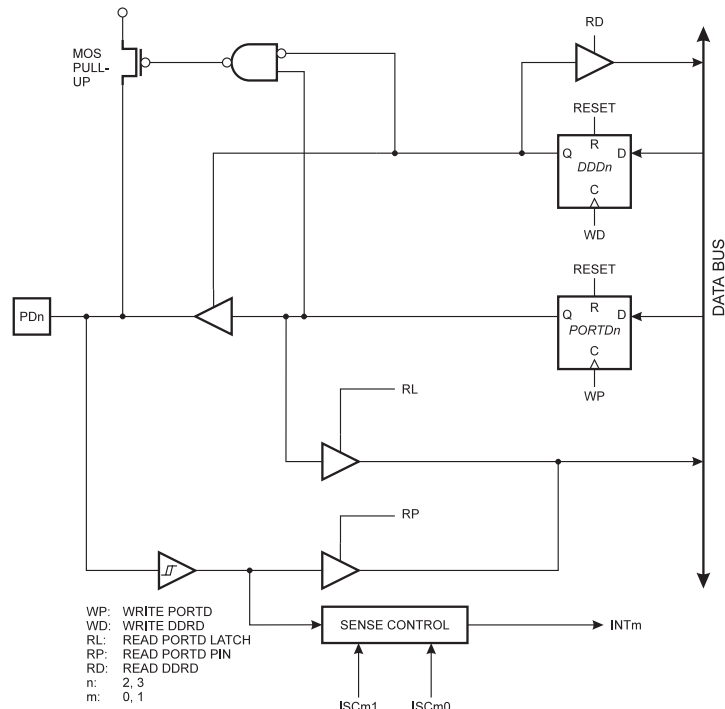 MOS
PULL-
UP
RD
RESET
R
Q
D
DDDn
C
WD
RESET
PDn
R
Q
D
PORTDn
C
WP
DATA BUS
RL
RP
WP: WRITE PORTD
WD: WRITE DDRD
RL: READ PORTD LATCH
RP: READ PORTD PIN
RD: READ DDRD
n: 2, 3
m: 0, 1
SENSE CONTROL
INTm
ISCm1
ISCm0